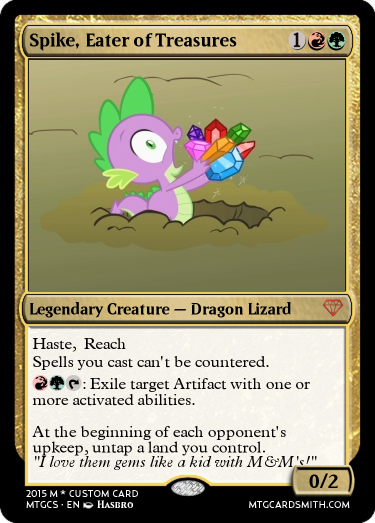 Spike, Eater of Treasures 1
Legendary Creature — Dragon Lizard
Haste, Reach
Spells you cast can't be countered.
: Exile target Artifact with one or
more activated abilities.
At the beginning of each opponent's
upkeep, untap a land you control.
"I love them gems like a kid with M&M's!"
0/2
2015 M * CUSTOM CARD
MTGCS • EN HASBRO
MTGCARDSMITH.COM